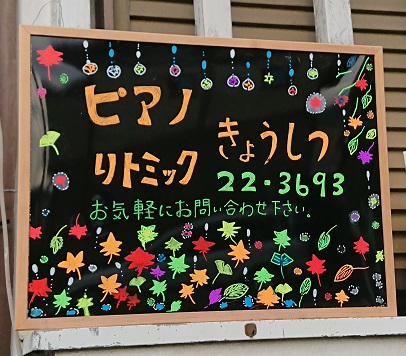 ピアノ
リトミック
きょうしつ
22-3693
お気軽にお問い合わせ下さい。